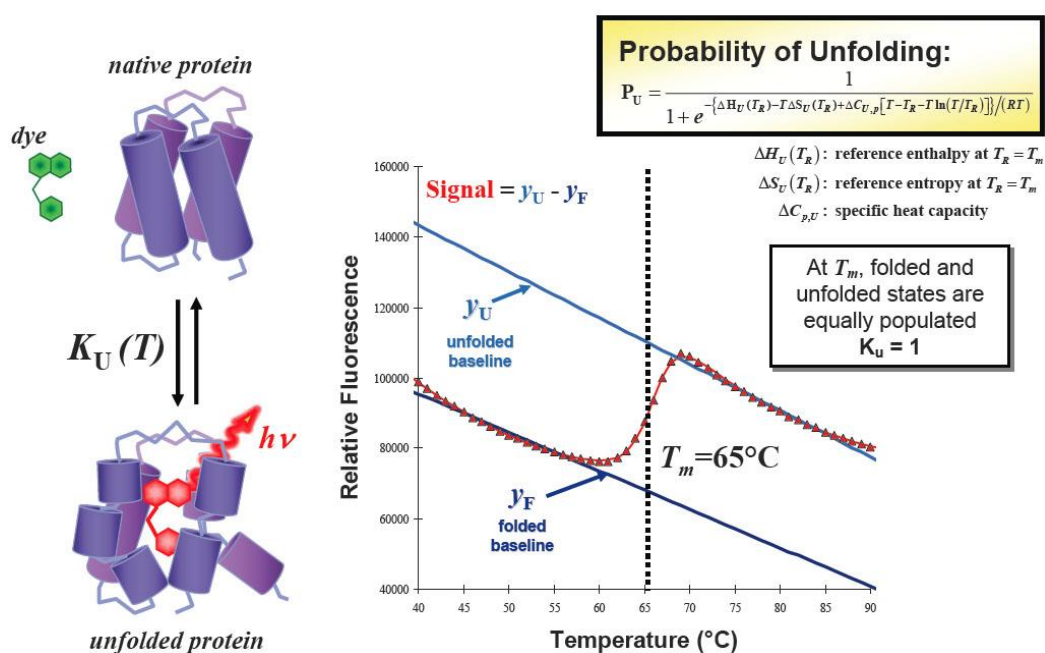 native protein
dye
K_U (T)
hν
unfolded protein
Probability of Unfolding:
P_U = 1 / (1 + e^{-{ΔH_U(T_R)-TΔS_U(T_R)+ΔC_{U,p}[T-T_R-T ln(T/T_R)]}/(RT)})
ΔH_U(T_R): reference enthalpy at T_R = T_m
ΔS_U(T_R): reference entropy at T_R = T_m
ΔC_{p,U}: specific heat capacity
At T_m, folded and
unfolded states are
equally populated
K_u = 1
Signal = y_U - y_F
y_U
unfolded
baseline
T_m=65°C
y_F
folded
baseline
Relative Fluorescence
160000
140000
120000
100000
80000
60000
40000
40 45 50 55 60 65 70 75 80 85 90
Temperature (°C)